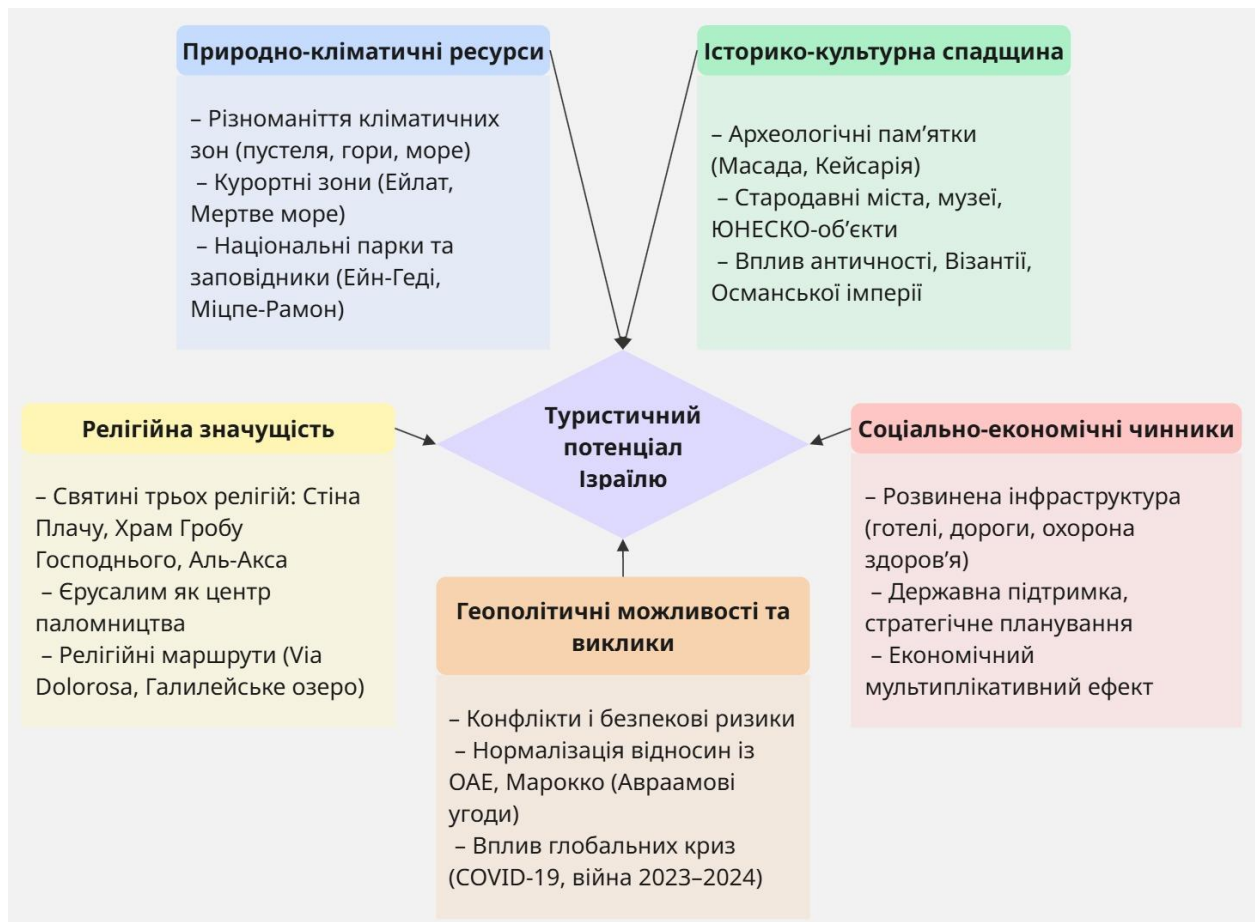 Природно-кліматичні ресурси
– Різноманіття кліматичних
зон (пустеля, гори, море)
– Курортні зони (Ейлат,
Мертве море)
– Національні парки та
заповідники (Ейн-Геді,
Міцпе-Рамон)
Історико-культурна спадщина
– Археологічні пам’ятки
(Масада, Кейсарія)
– Стародавні міста, музеї,
ЮНЕСКО-об’єкти
– Вплив античності, Візантії,
Османської імперії
Туристичний
потенціал
Ізраїлю
Релігійна значущість
– Святині трьох релігій: Стіна
Плачу, Храм Гробу
Господнього, Аль-Акса
– Єрусалим як центр
паломництва
– Релігійні маршрути (Via
Dolorosa, Галилейське озеро)
Соціально-економічні чинники
– Розвинена інфраструктура
(готелі, дороги, охорона
здоров’я)
– Державна підтримка,
стратегічне планування
– Економічний
мультиплікативний ефект
Геополітичні можливості та
виклики
– Конфлікти і безпекові ризики
– Нормалізація відносин із
ОАЕ, Марокко (Авраамові
угоди)
– Вплив глобальних криз
(COVID-19, війна 2023–2024)